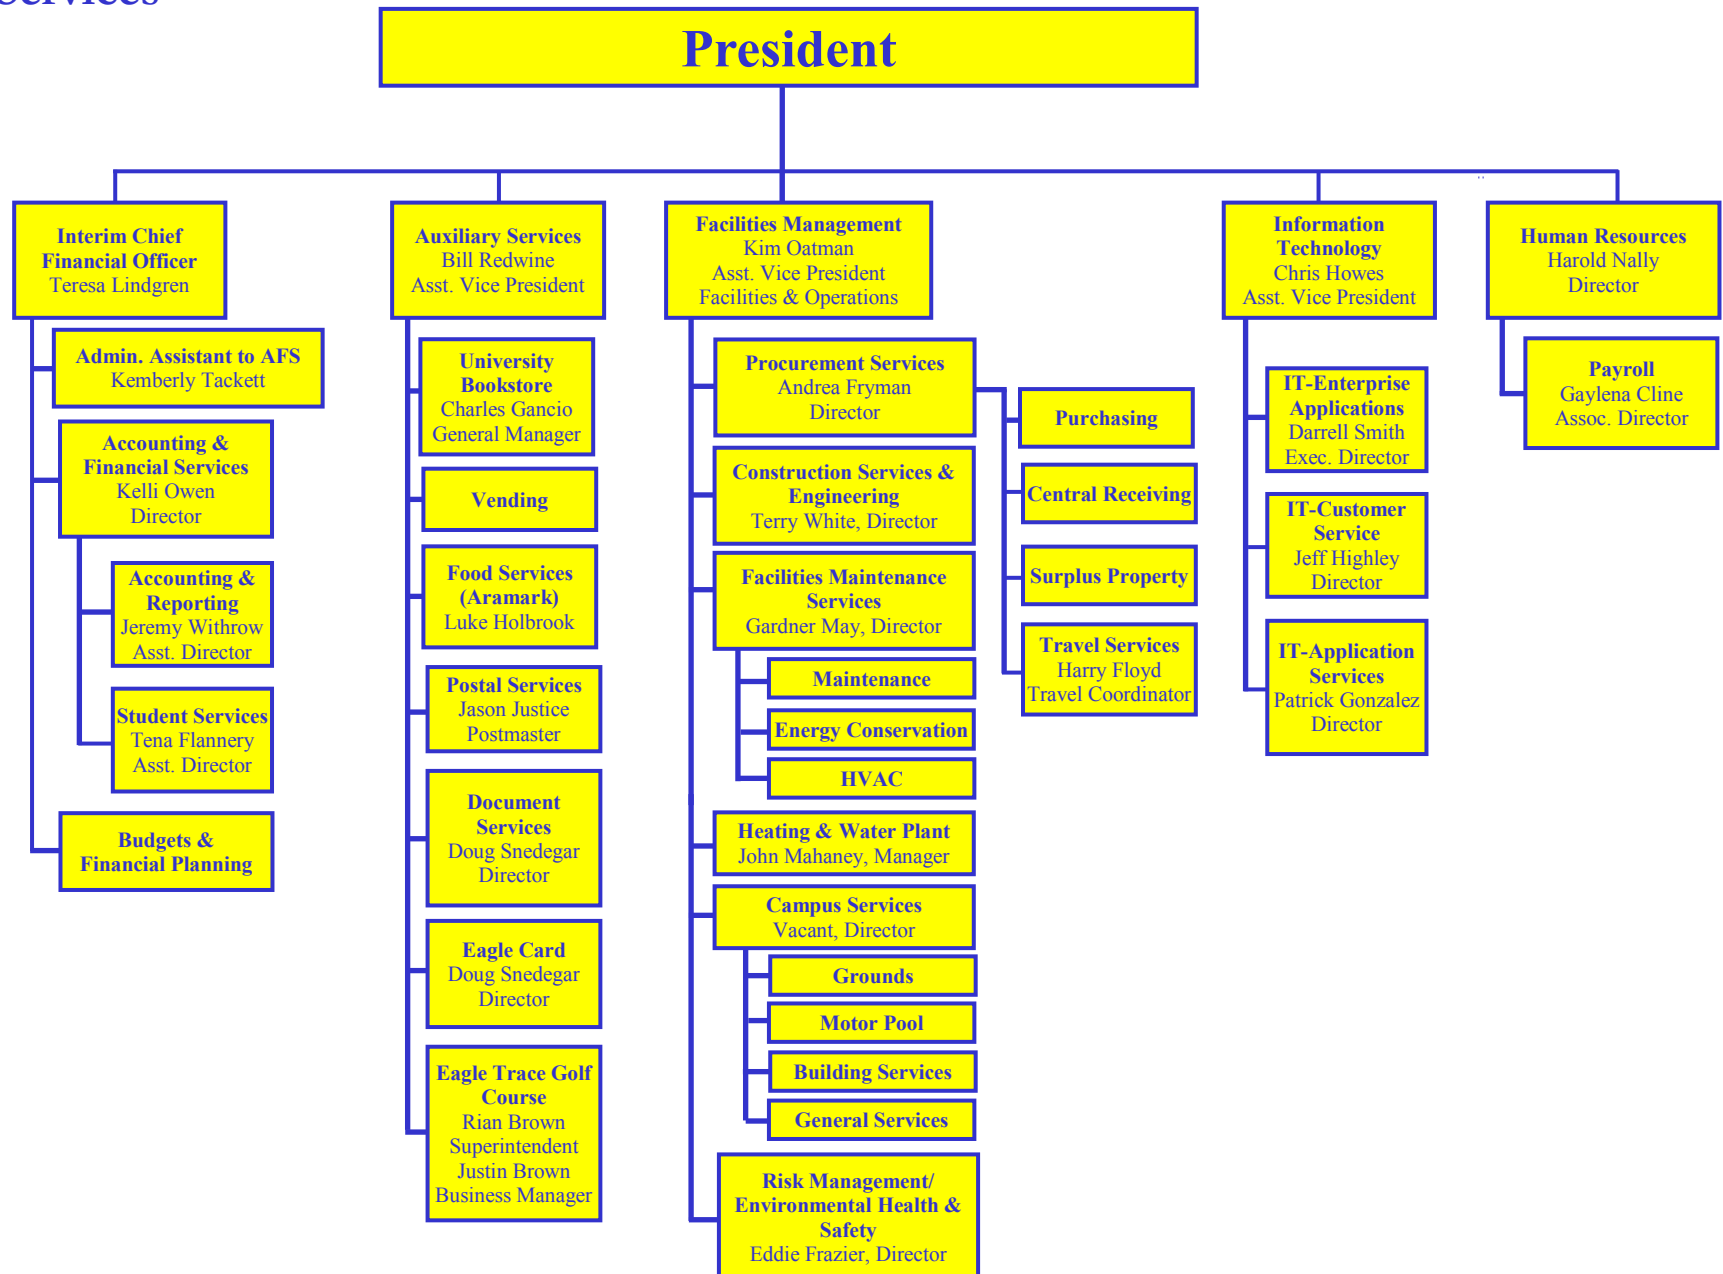 Services
President
Interim Chief
Financial Officer
Teresa Lindgren
Admin. Assistant to AFS
Kemberly Tackett
Accounting &
Financial Services
Kelli Owen
Director
Accounting &
Reporting
Jeremy Withrow
Asst. Director
Student Services
Tena Flannery
Asst. Director
Budgets &
Financial Planning
Auxiliary Services
Bill Redwine
Asst. Vice President
University
Bookstore
Charles Gancio
General Manager
Vending
Food Services
(Aramark)
Luke Holbrook
Postal Services
Jason Justice
Postmaster
Document
Services
Doug Snedegar
Director
Eagle Card
Doug Snedegar
Director
Eagle Trace Golf
Course
Rian Brown
Superintendent
Justin Brown
Business Manager
Facilities Management
Kim Oatman
Asst. Vice President
Facilities & Operations
Procurement Services
Andrea Fryman
Director
Purchasing
Central Receiving
Surplus Property
Travel Services
Harry Floyd
Travel Coordinator
Construction Services &
Engineering
Terry White, Director
Facilities Maintenance
Services
Gardner May, Director
Maintenance
Energy Conservation
HVAC
Heating & Water Plant
John Mahaney, Manager
Campus Services
Vacant, Director
Grounds
Motor Pool
Building Services
General Services
Risk Management/
Environmental Health &
Safety
Eddie Frazier, Director
Information
Technology
Chris Howes
Asst. Vice President
IT-Enterprise
Applications
Darrell Smith
Exec. Director
IT-Customer
Service
Jeff Highley
Director
IT-Application
Services
Patrick Gonzalez
Director
Human Resources
Harold Nally
Director
Payroll
Gaylena Cline
Assoc. Director